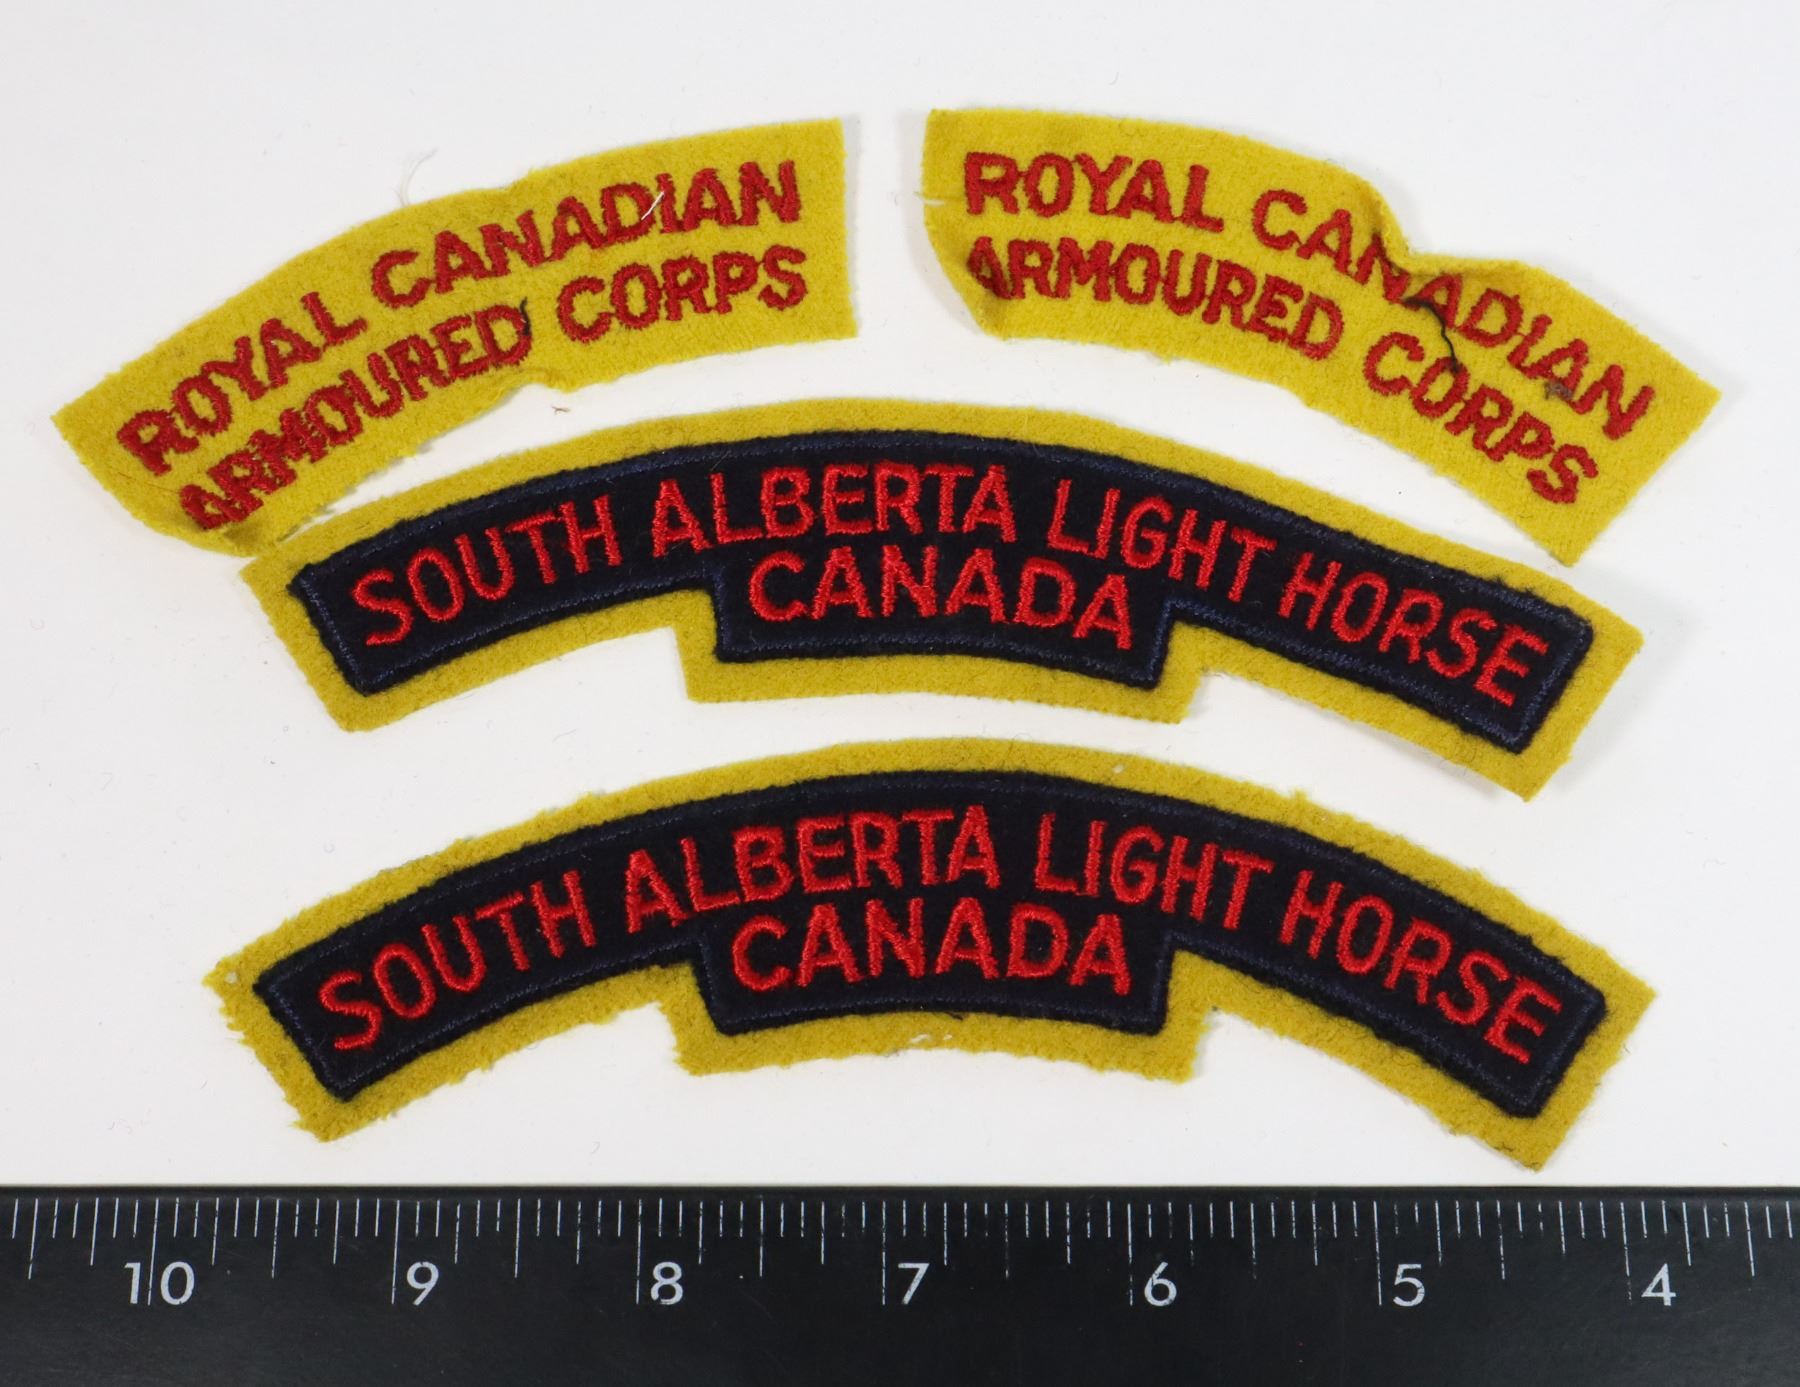 ROYAL CANADIAN
ARMOURED CORPS
ROYAL CANADIAN
ARMOURED CORPS
SOUTH ALBERTA LIGHT HORSE
CANADA
SOUTH ALBERTA LIGHT HORSE
CANADA
10 9 8 7 6 5 4